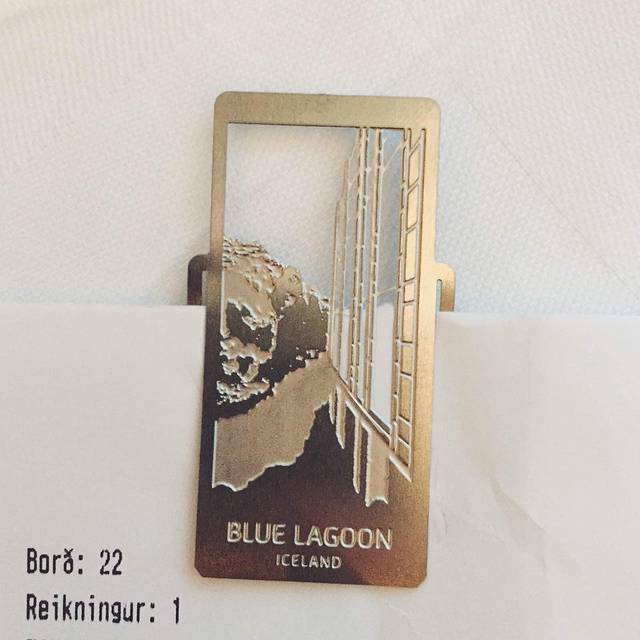 BLUE LAGOON
ICELAND
Borð: 22
Reikningur: 1